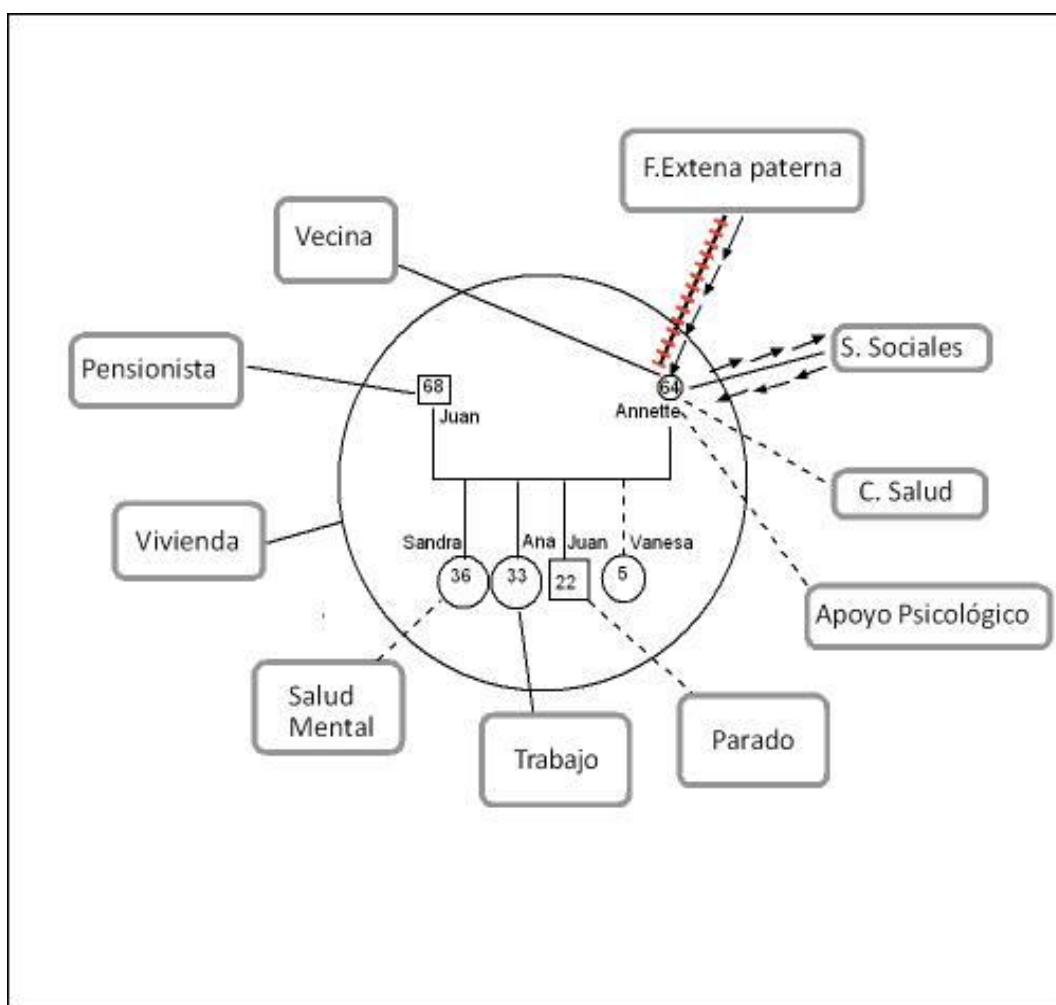 F.Extena paterna
Vecina
S. Sociales
Pensionista
68
64
Juan
Annette
C. Salud
Vivienda
Sandra
Ana
Juan
Vanesa
36
33
22
5
Apoyo Psicológico
Salud
Mental
Parado
Trabajo